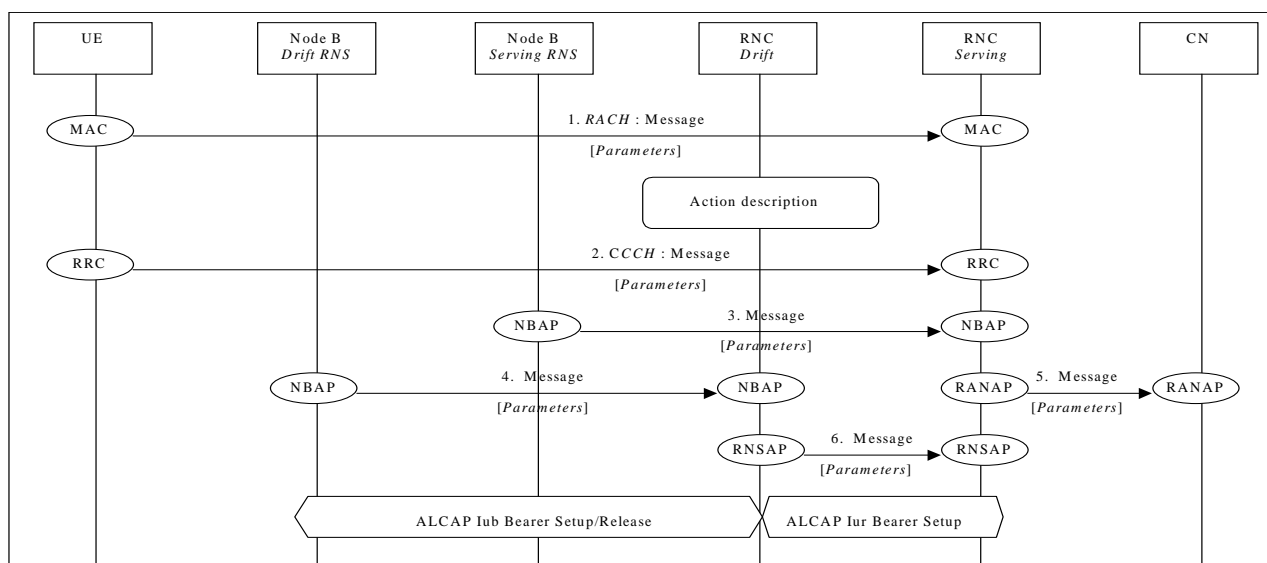 UE
Node B
Drift RNS
Node B
Serving RNS
RNC
Drift
RNC
Serving
CN
MAC
1. RACH : Message
[Parameters]
MAC
Action description
RRC
2. CCCH : Message
[Parameters]
RRC
NBAP
3. Message
[Parameters]
NBAP
NBAP
4. Message
[Parameters]
NBAP
RANAP
5. Message
[Parameters]
RANAP
RNSAP
6. Message
[Parameters]
RNSAP
ALCAP Iub Bearer Setup/Release
ALCAP Iur Bearer Setup